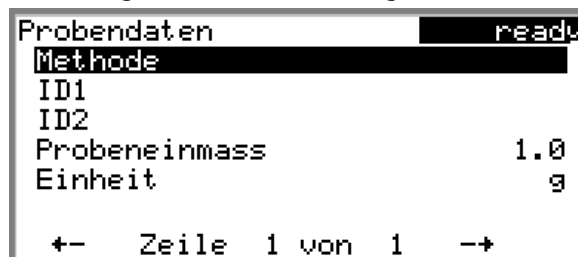 Probendaten ready
Methode
ID1
ID2
Probeneinmass 1.0
Einheit g
←- Zeile 1 von 1 -→